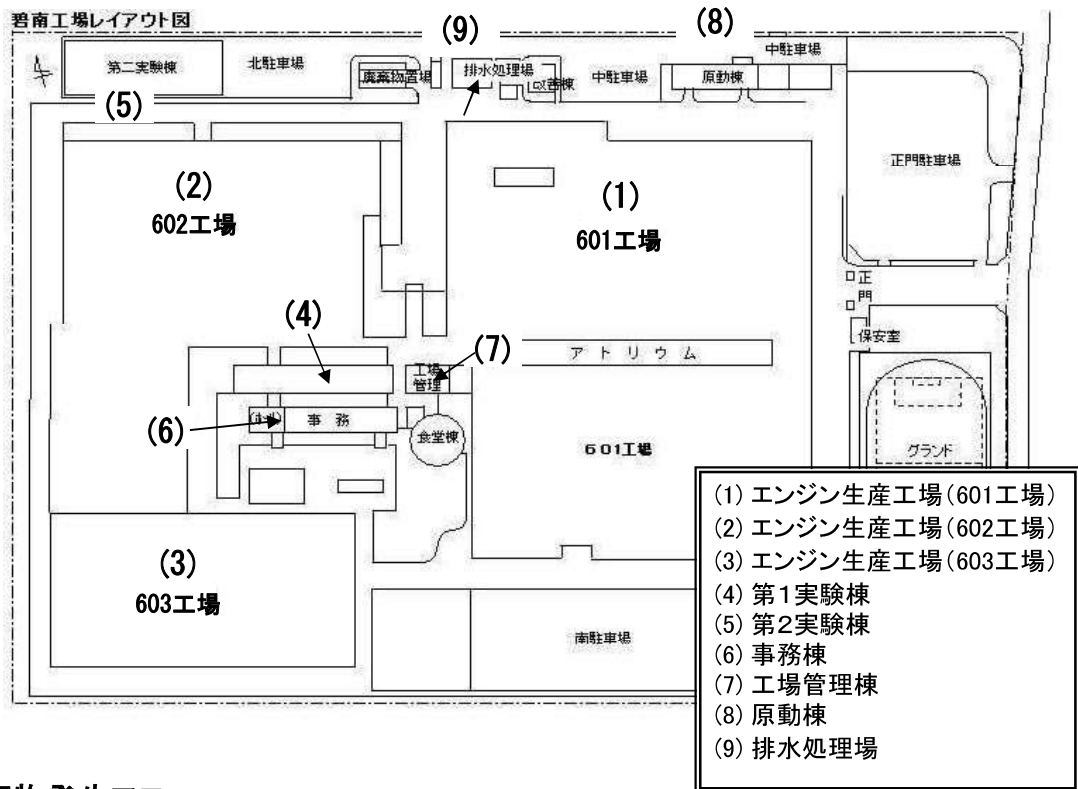 碧南工場レイアウト図
(8)
(9)
中駐車場
第二実験棟
北駐車場
廃棄物置場
排水処理場
改善棟
中駐車場
原動棟
(5)
正門駐車場
(2)
602工場
(1)
601工場
正門
(4)
保安室
(7)
アトリウム
工場
管理
(6)
事務
食堂棟
601工場
グランド
(3)
603工場
南駐車場
(1) エンジン生産工場(601工場)
(2) エンジン生産工場(602工場)
(3) エンジン生産工場(603工場)
(4) 第1実験棟
(5) 第2実験棟
(6) 事務棟
(7) 工場管理棟
(8) 原動棟
(9) 排水処理場